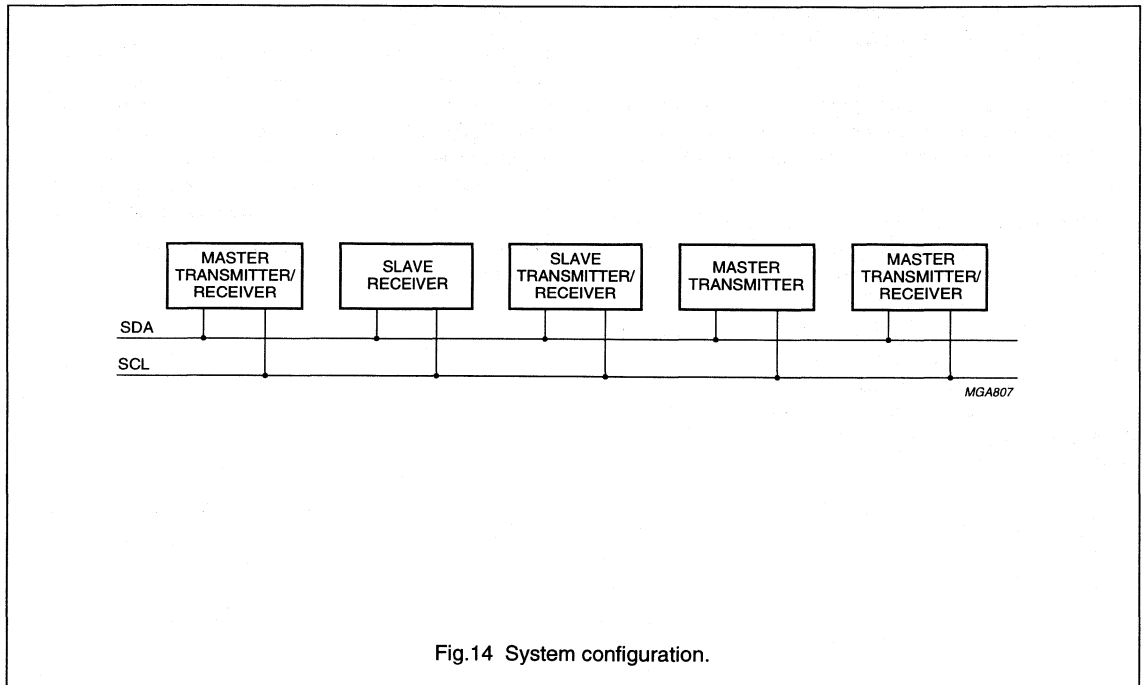 MASTER
TRANSMITTER/
RECEIVER
SLAVE
RECEIVER
SLAVE
TRANSMITTER/
RECEIVER
MASTER
TRANSMITTER
MASTER
TRANSMITTER/
RECEIVER
SDA
SCL
MGA807
Fig.14 System configuration.